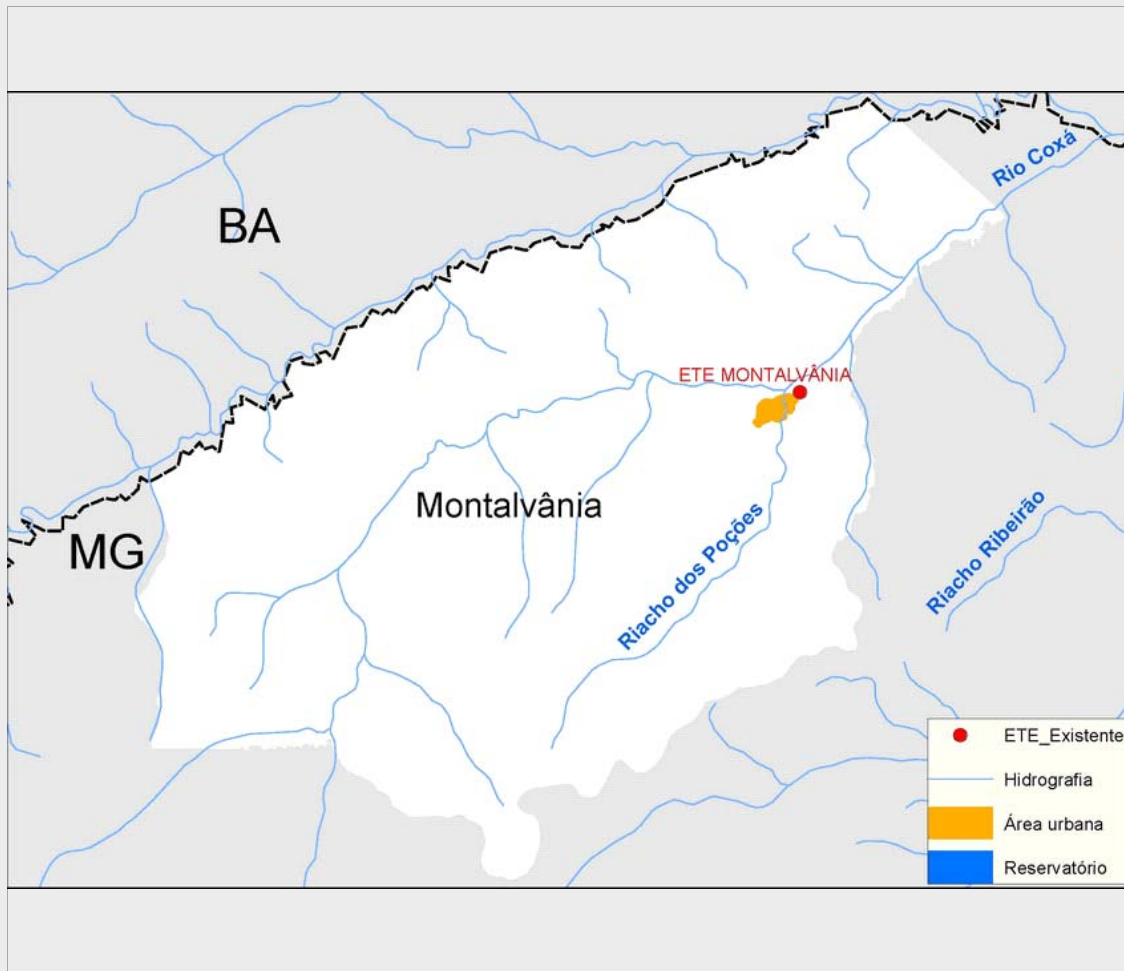 Rio Coxá
BA
ETE MONTALVÂNIA
Montalvânia
MG
Riacho dos Poções
Riacho Ribeirão
ETE_Existente
Hidrografia
Área urbana
Reservatório